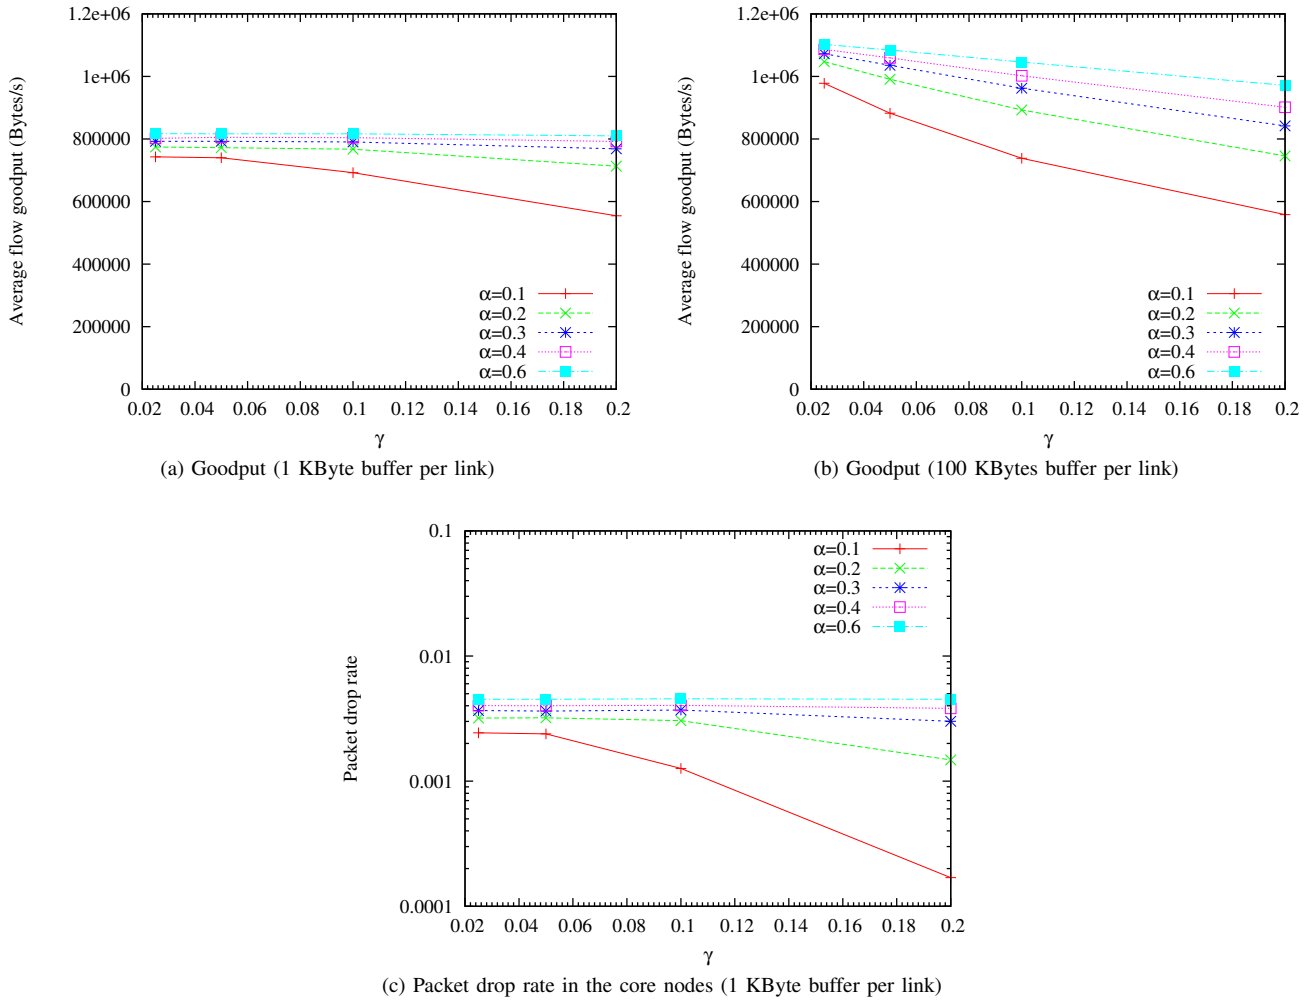 Average flow goodput (Bytes/s)
1.2e+06
1e+06
800000
600000
400000
200000
0
α=0.1
α=0.2
α=0.3
α=0.4
α=0.6
0.02 0.04 0.06 0.08 0.1 0.12 0.14 0.16 0.18 0.2
γ
(a) Goodput (1 KByte buffer per link)
Average flow goodput (Bytes/s)
1.2e+06
1e+06
800000
600000
400000
200000
0
α=0.1
α=0.2
α=0.3
α=0.4
α=0.6
0.02 0.04 0.06 0.08 0.1 0.12 0.14 0.16 0.18 0.2
γ
(b) Goodput (100 KBytes buffer per link)
Packet drop rate
0.1
0.01
0.001
0.0001
α=0.1
α=0.2
α=0.3
α=0.4
α=0.6
0.02 0.04 0.06 0.08 0.1 0.12 0.14 0.16 0.18 0.2
γ
(c) Packet drop rate in the core nodes (1 KByte buffer per link)